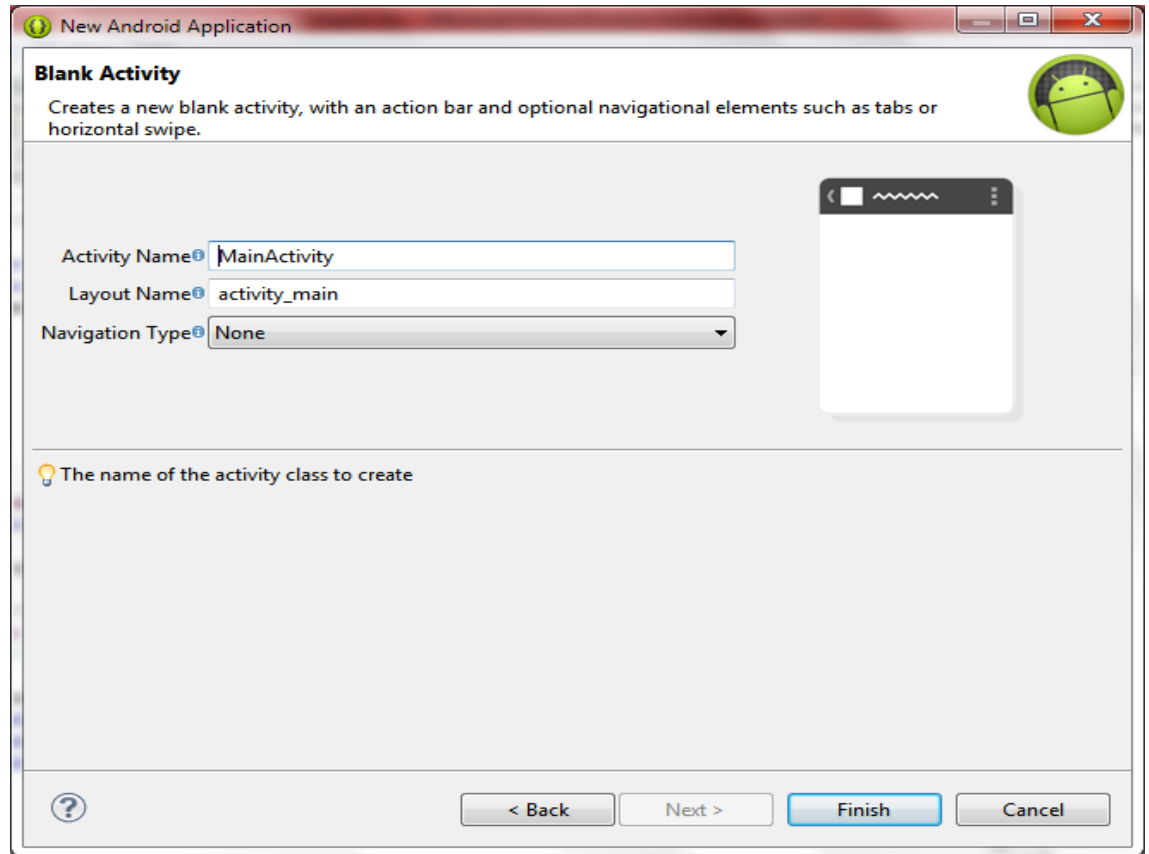 New Android Application
Blank Activity
Creates a new blank activity, with an action bar and optional navigational elements such as tabs or
horizontal swipe.
Activity Name MainActivity
Layout Name activity_main
Navigation Type None
The name of the activity class to create
< Back Next > Finish Cancel